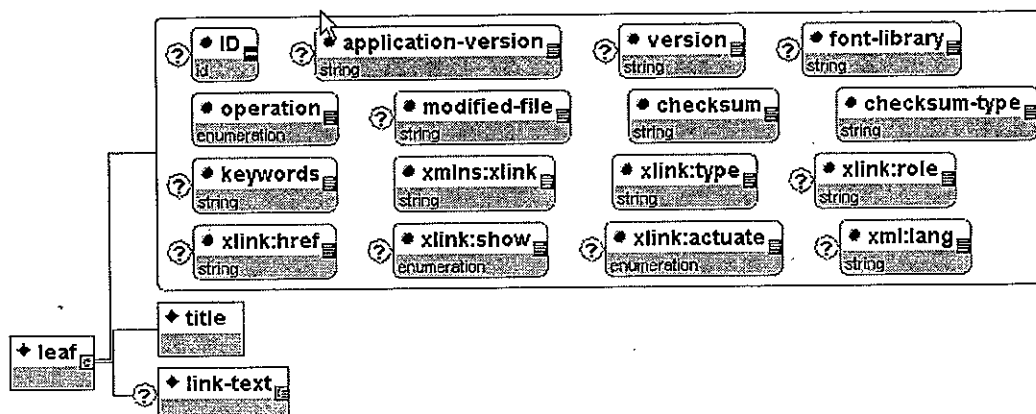 ID application-version version font-library
id string string string
operation modified-file checksum checksum-type
enumeration string string string
keywords xmlns:xlink xlink:type xlink:role
string string string string
xlink:href xlink:show xlink:actuate xml:lang
string enumeration enumeration string
title
leaf
link-text